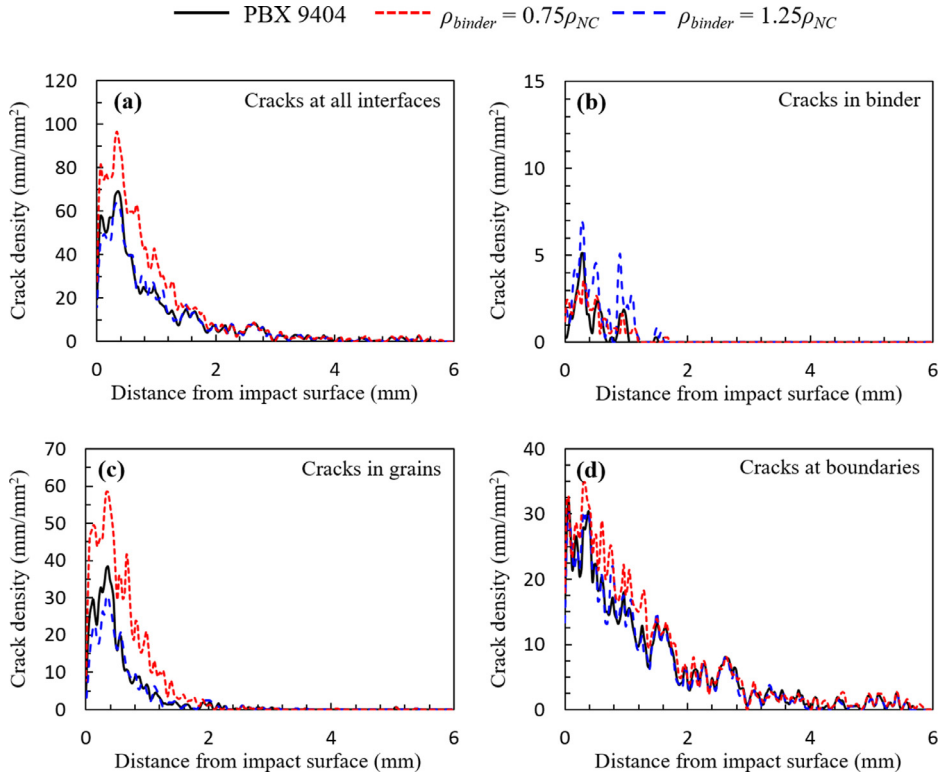 PBX 9404 ρbinder = 0.75ρNC ρbinder = 1.25ρNC
(a) Cracks at all interfaces
Crack density (mm/mm²)
120
100
80
60
40
20
0
0 2 4 6
Distance from impact surface (mm)
(b) Cracks in binder
Crack density (mm/mm²)
15
10
5
0
0 1 2 3 4 5 6
Distance from impact surface (mm)
(c) Cracks in grains
Crack density (mm/mm²)
70
60
50
40
30
20
10
0
0 2 4 6
Distance from impact surface (mm)
(d) Cracks at boundaries
Crack density (mm/mm²)
40
30
20
10
0
0 2 4 6
Distance from impact surface (mm)